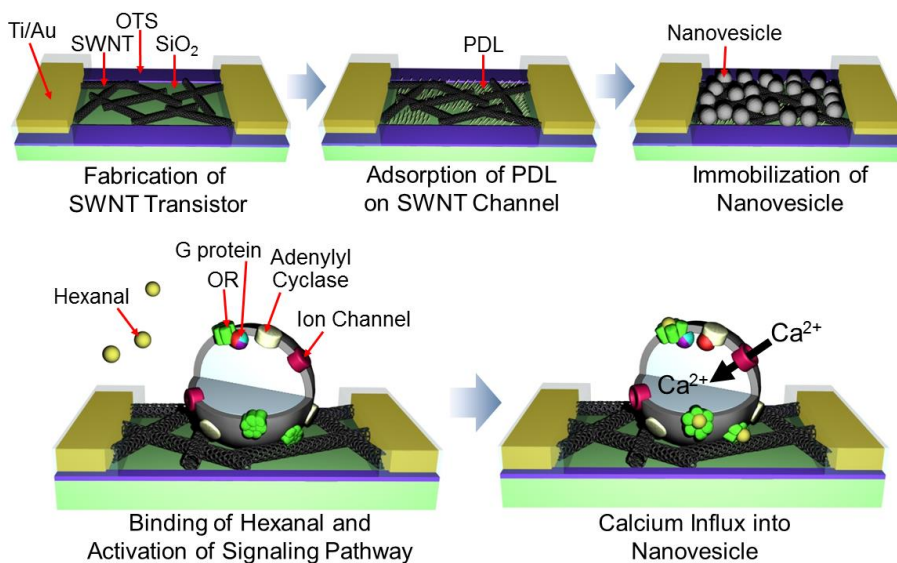 Ti/Au
OTS
SWNT
SiO₂
PDL
Nanovesicle
Fabrication of
SWNT Transistor
Adsorption of PDL
on SWNT Channel
Immobilization of
Nanovesicle
Hexanal
G protein
OR
Adenylyl
Cyclase
Ion Channel
Ca²⁺
Ca²⁺
Binding of Hexanal and
Activation of Signaling Pathway
Calcium Influx into
Nanovesicle